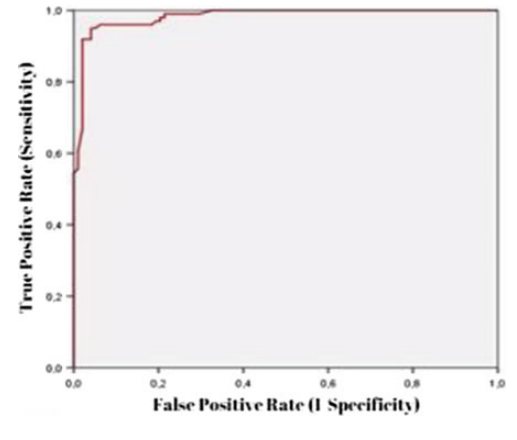 1,0
0,8
0,6
0,4
0,2
0,0
True Positive Rate (Sensitivity)
0,0 0,2 0,4 0,6 0,8 1,0
False Positive Rate (1 Specificity)